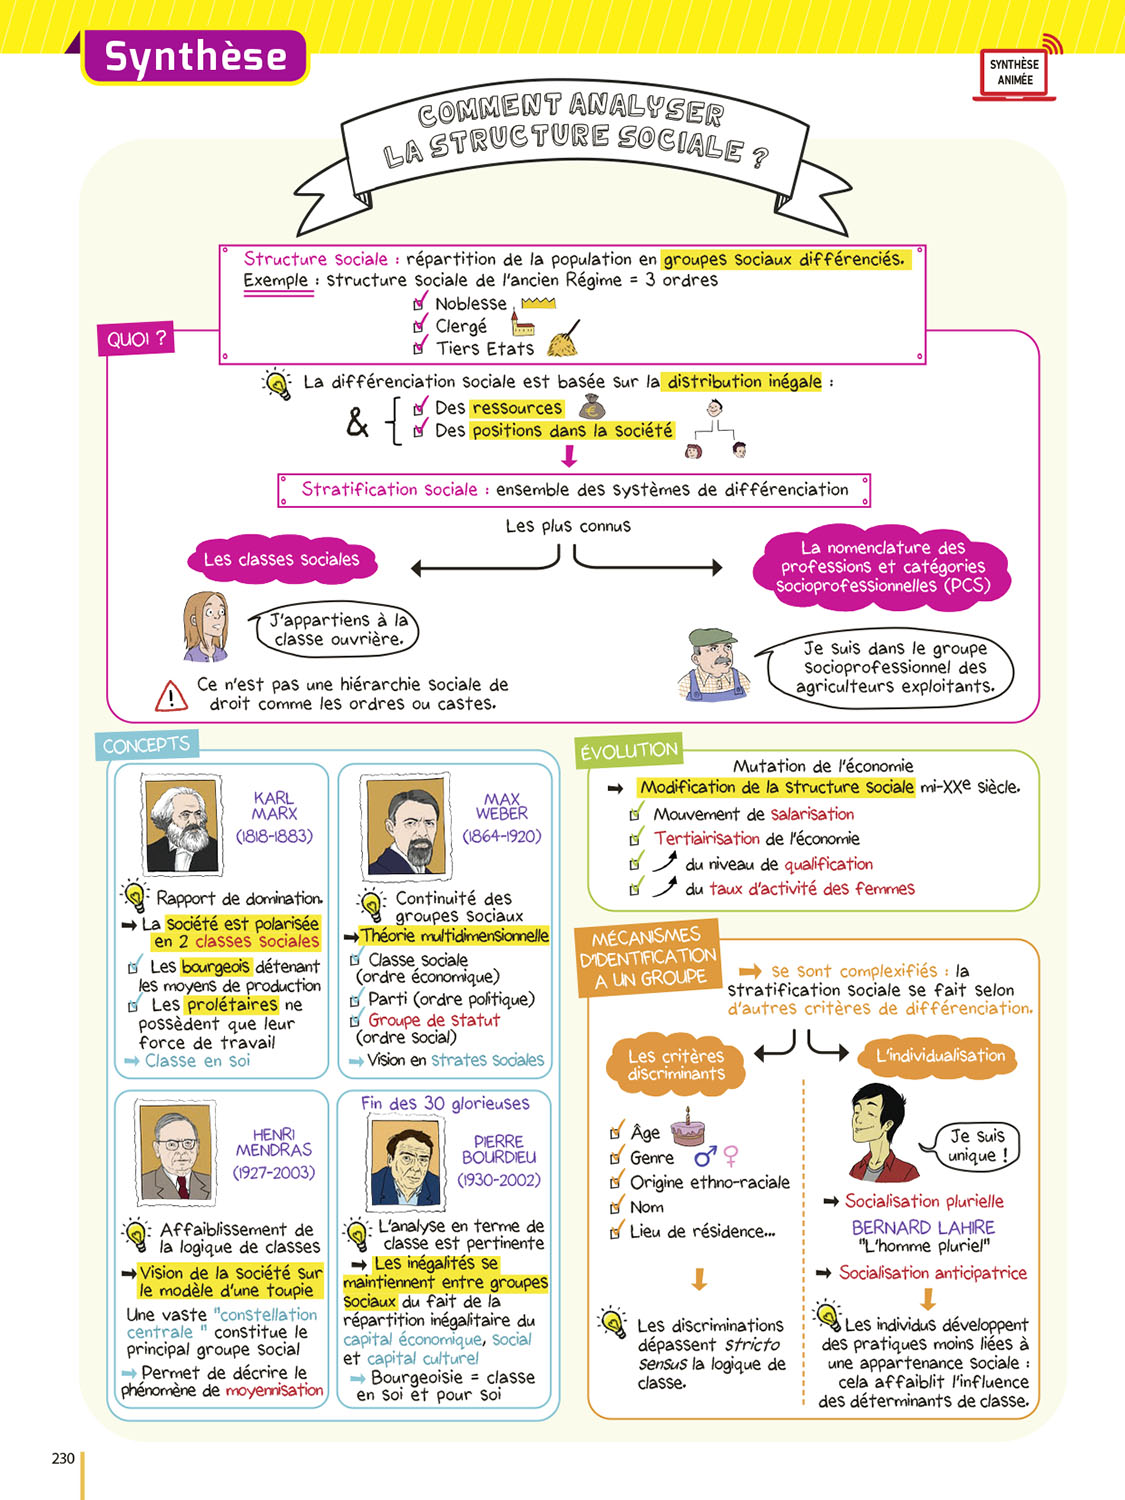 Synthèse
SYNTHÈSE
ANIMÉE
COMMENT ANALYSER
LA STRUCTURE SOCIALE ?
Structure sociale : répartition de la population en groupes sociaux différenciés.
Exemple : structure sociale de l'ancien Régime = 3 ordres
Noblesse
Clergé
Tiers Etats
QUOI ?
La différenciation sociale est basée sur la distribution inégale :
&
Des ressources
Des positions dans la société
Stratification sociale : ensemble des systèmes de différenciation
Les plus connus
Les classes sociales
La nomenclature des
professions et catégories
socioprofessionnelles (PCS)
J'appartiens à la
classe ouvrière.
Je suis dans le groupe
socioprofessionnel des
agriculteurs exploitants.
Ce n'est pas une hiérarchie sociale de
droit comme les ordres ou castes.
CONCEPTS
KARL
MARX
(1818-1883)
Rapport de domination.
La société est polarisée
en 2 classes sociales
Les bourgeois détenant
les moyens de production
Les prolétaires ne
possèdent que leur
force de travail
Classe en soi
MAX
WEBER
(1864-1920)
Continuité des
groupes sociaux
Théorie multidimensionnelle
Classe sociale
(ordre économique)
Parti (ordre politique)
Groupe de statut
(ordre social)
Vision en strates sociales
HENRI
MENDRAS
(1927-2003)
Affaiblissement de
la logique de classes
Vision de la société sur
le modèle d'une toupie
Une vaste "constellation
centrale " constitue le
principal groupe social
Permet de décrire le
phénomène de moyennisation
Fin des 30 glorieuses
PIERRE
BOURDIEU
(1930-2002)
L'analyse en terme de
classe est pertinente
Les inégalités se
maintiennent entre groupes
sociaux du fait de la
répartition inégalitaire du
capital économique, social
et capital culturel
Bourgeoisie = classe
en soi et pour soi
ÉVOLUTION
Mutation de l'économie
Modification de la structure sociale mi-XXe siècle.
Mouvement de salarisation
Tertiairisation de l'économie
du niveau de qualification
du taux d'activité des femmes
MÉCANISMES
D'IDENTIFICATION
A UN GROUPE
se sont complexifiés : la
stratification sociale se fait selon
d'autres critères de différenciation.
Les critères
discriminants
Âge
Genre
Origine ethno-raciale
Nom
Lieu de résidence...
Les discriminations
dépassent stricto
sensus la logique de
classe.
L'individualisation
Je suis
unique !
Socialisation plurielle
BERNARD LAHIRE
"L'homme pluriel"
Socialisation anticipatrice
Les individus développent
des pratiques moins liées à
une appartenance sociale :
cela affaiblit l'influence
des déterminants de classe.
230